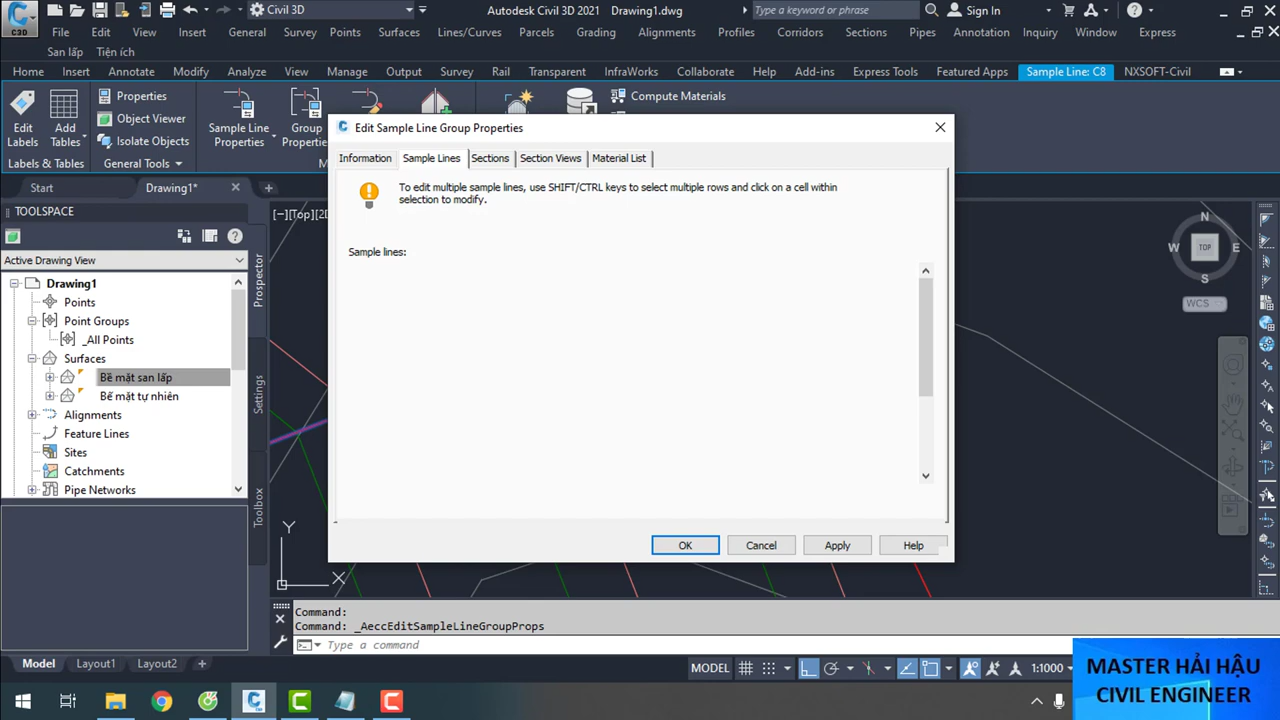 Civil 3D
Autodesk Civil 3D 2021 Drawing1.dwg
Type a keyword or phrase
Sign In
C3D
File Edit View Insert General Survey Points Surfaces Lines/Curves Parcels Grading Alignments Profiles Corridors Sections Pipes Annotation Inquiry Window Express
San lấp Tiện ích
Home Insert Annotate Modify Analyze View Manage Output Survey Rail Transparent InfraWorks Collaborate Help Add-ins Express Tools Featured Apps Sample Line: C8 NXSOFT-Civil
Edit
Labels
Add
Tables
Properties
Object Viewer
Isolate Objects
Labels & Tables
General Tools
Sample Line
Properties
Group
Properties
Compute Materials
Start
Drawing1*
[−][Top]
TOOLSPACE
Active Drawing View
Drawing1
Points
Point Groups
_All Points
Surfaces
Bề mặt san lấp
Bế mặt tự nhiên
Alignments
Feature Lines
Sites
Catchments
Pipe Networks
Prospector
Settings
Toolbox
Edit Sample Line Group Properties
Information Sample Lines Sections Section Views Material List
To edit multiple sample lines, use SHIFT/CTRL keys to select multiple rows and click on a cell within
selection to modify.
Sample lines:
OK Cancel Apply Help
N
W TOP E
S
WCS
Y
X
Command:
Command: _AeccEditSampleLineGroupProps
Type a command
Model Layout1 Layout2
MODEL
1:1000
MASTER HẢI HẬU
CIVIL ENGINEER